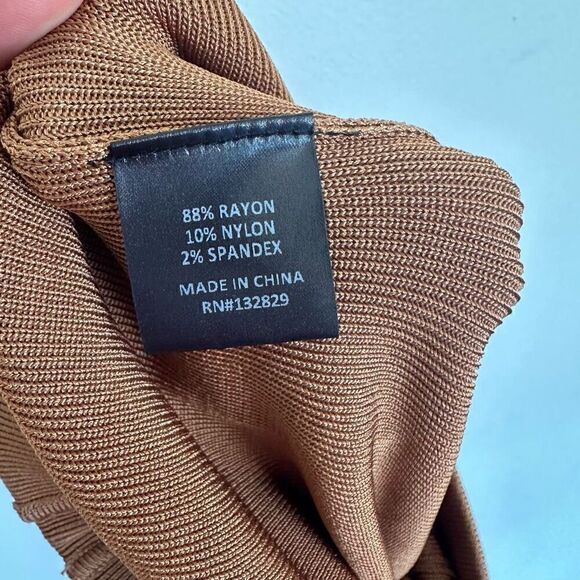 88% RAYON
10% NYLON
2% SPANDEX
MADE IN CHINA
RN#132829